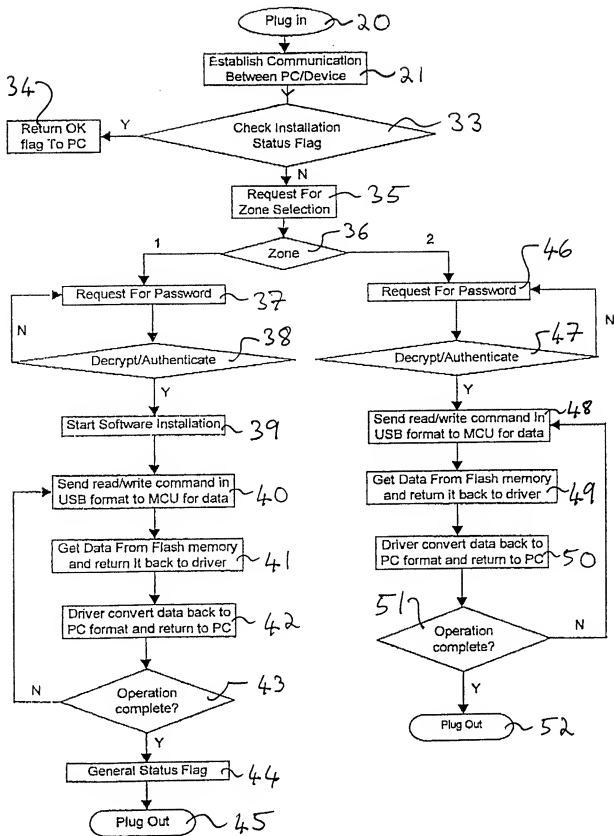 Plug in
20
Establish Communication
Between PC/Device
21
34
Return OK
flag To PC
Y
Check Installation
Status Flag
33
N
Request For
Zone Selection
35
1
Zone
36
2
Request For Password
37
N
Decrypt/Authenticate
38
Y
Start Software Installation
39
Send read/write command in
USB format to MCU for data
40
Get Data From Flash memory
and return it back to driver
41
Driver convert data back to
PC format and return to PC
42
N
Operation
complete?
43
Y
General Status Flag
44
Plug Out
45
46
Request For Password
N
47
Decrypt/Authenticate
Y
Send read/write command in
USB format to MCU for data
48
Get Data From Flash memory
and return it back to driver
49
Driver convert data back to
PC format and return to PC
50
51
Operation
complete?
N
Y
Plug Out
52